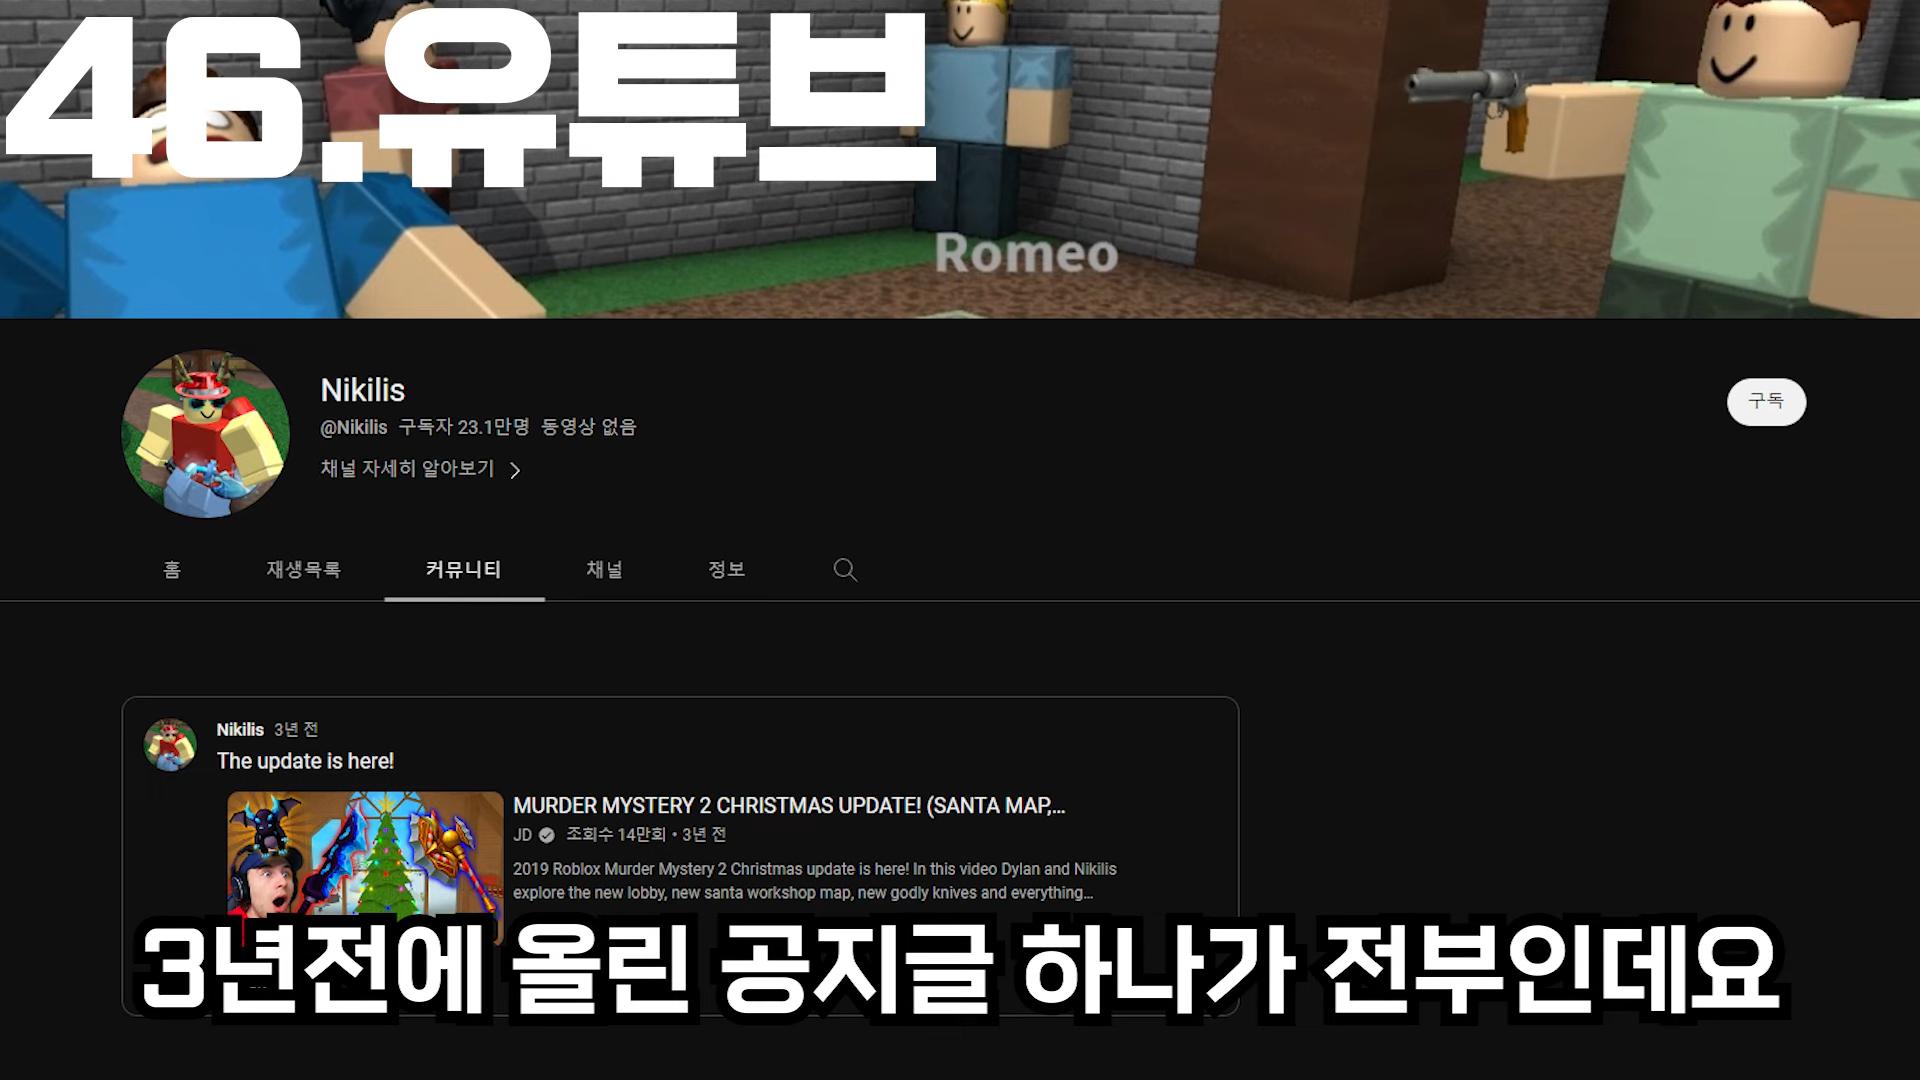 46.유튜브
Romeo
Nikilis
@Nikilis 구독자 23.1만명 동영상 없음
채널 자세히 알아보기
구독
홈 재생목록 커뮤니티 채널 정보
Nikilis 3년 전
The update is here!
MURDER MYSTERY 2 CHRISTMAS UPDATE! (SANTA MAP,...
JD 조회수 14만회 • 3년 전
2019 Roblox Murder Mystery 2 Christmas update is here! In this video Dylan and Nikilis
explore the new lobby, new santa workshop map, new godly knives and everything...
3년전에 올린 공지글 하나가 전부인데요